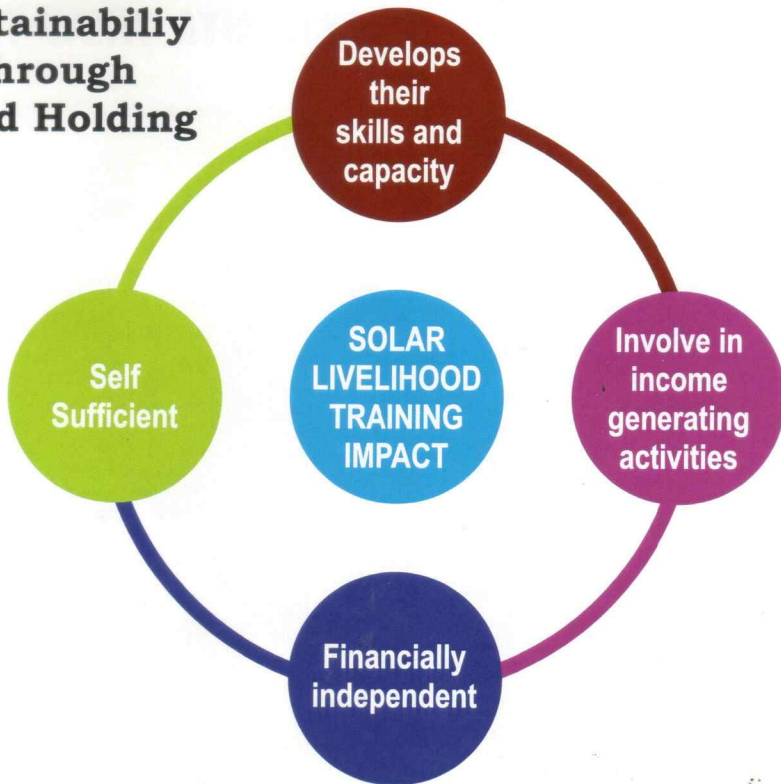 tainabiliy
hrough
d Holding
Develops
their
skills and
capacity
Self
Sufficient
SOLAR
LIVELIHOOD
TRAINING
IMPACT
Involve in
income
generating
activities
Financially
independent